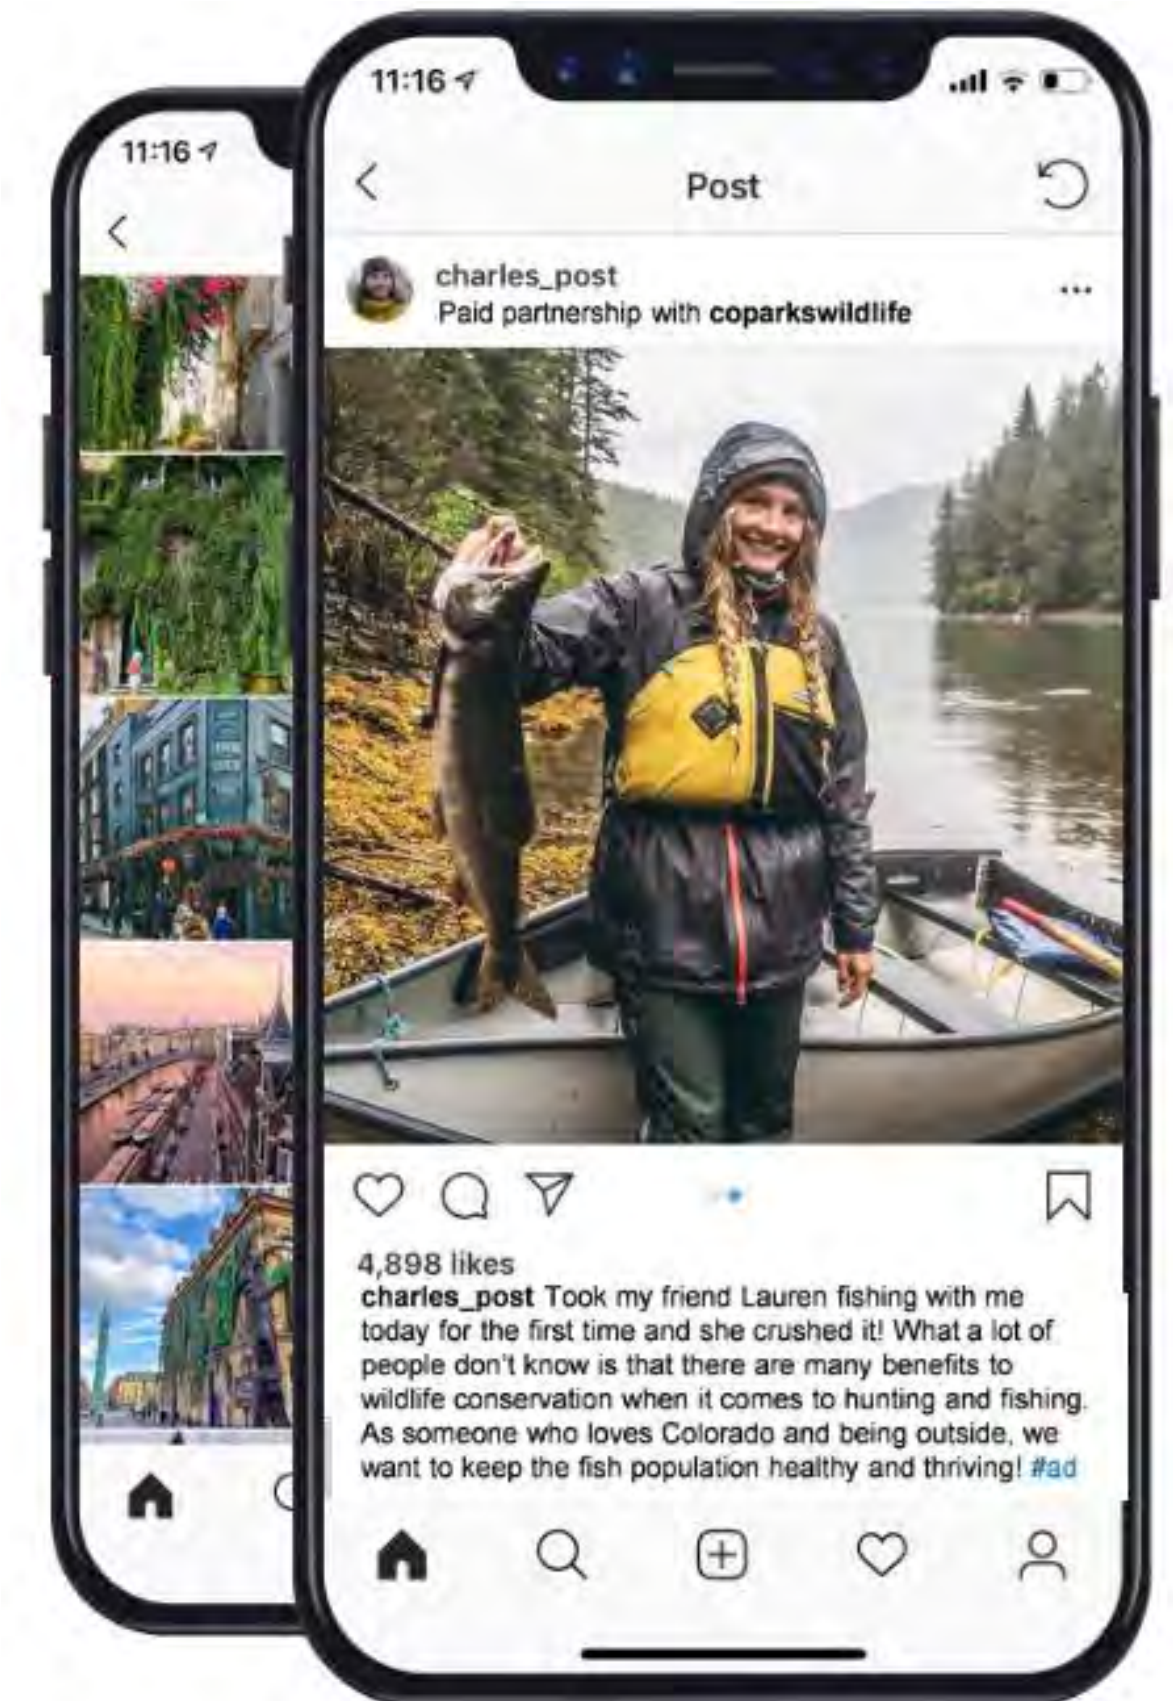 11:16
11:16
Post
charles_post
Paid partnership with coparkswildlife
4,898 likes
charles_post Took my friend Lauren fishing with me
today for the first time and she crushed it! What a lot of
people don't know is that there are many benefits to
wildlife conservation when it comes to hunting and fishing.
As someone who loves Colorado and being outside, we
want to keep the fish population healthy and thriving! #ad